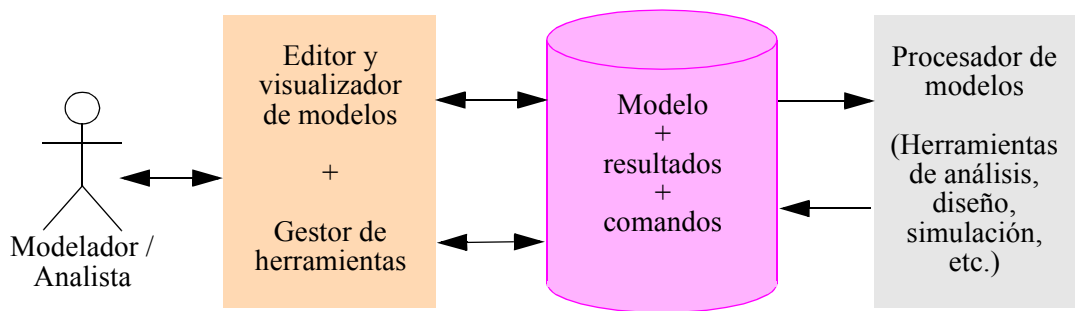 Modelador /
Analista
Editor y
visualizador
de modelos
+
Gestor de
herramientas
Modelo
+
resultados
+
comandos
Procesador de
modelos
(Herramientas
de análisis,
diseño,
simulación,
etc.)